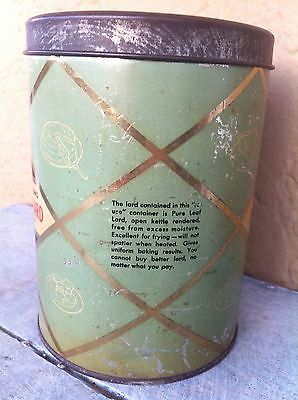 The lard contained in this "re-
uco" container is Pure Leaf
Lard, open kettle rendered,
free from excess moisture.
Excellent for frying—will not
spatter when heated. Gives
uniform baking results. You
cannot buy better lard, no
matter what you pay.